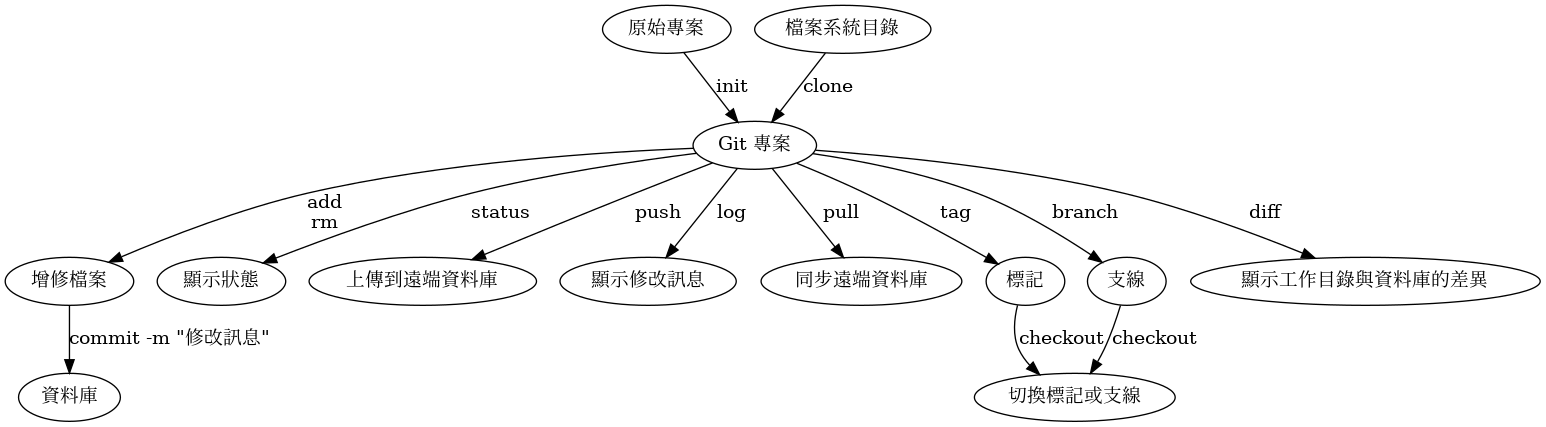 原始專案
檔案系統目錄
init
clone
Git 專案
add
rm
status
push
log
pull
tag
branch
diff
增修檔案
顯示狀態
上傳到遠端資料庫
顯示修改訊息
同步遠端資料庫
標記
支線
顯示工作目錄與資料庫的差異
commit -m "修改訊息"
checkout
checkout
資料庫
切換標記或支線